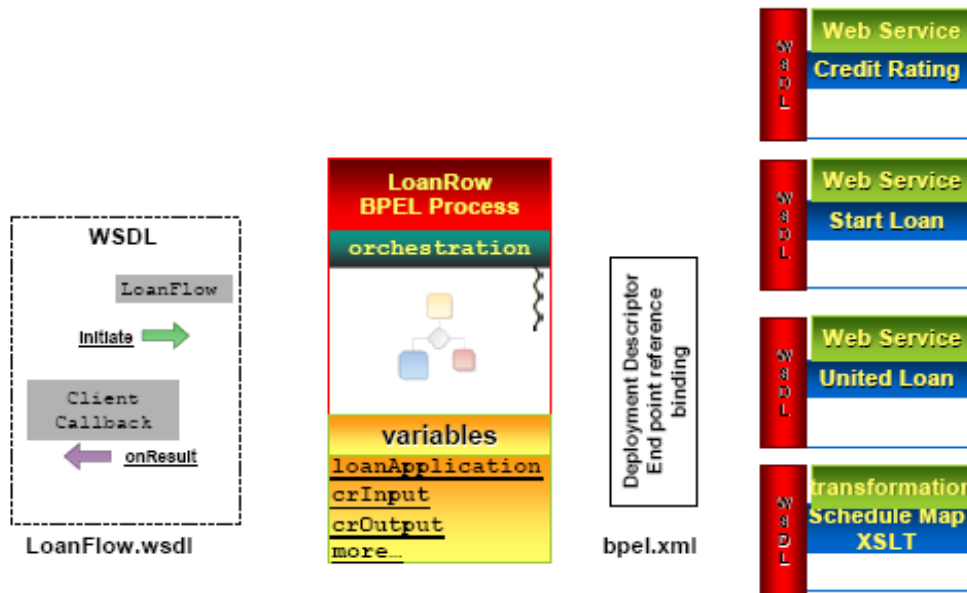 WSDL
LoanFlow
Initiate
Client
Callback
onResult
LoanFlow.wsdl
LoanRow
BPEL Process
orchestration
variables
loanApplication
crInput
crOutput
more…
Deployment Descriptor
End point reference
binding
bpel.xml
WSDL
Web Service
Credit Rating
WSDL
Web Service
Start Loan
WSDL
Web Service
United Loan
WSDL
transformation
Schedule Map
XSLT